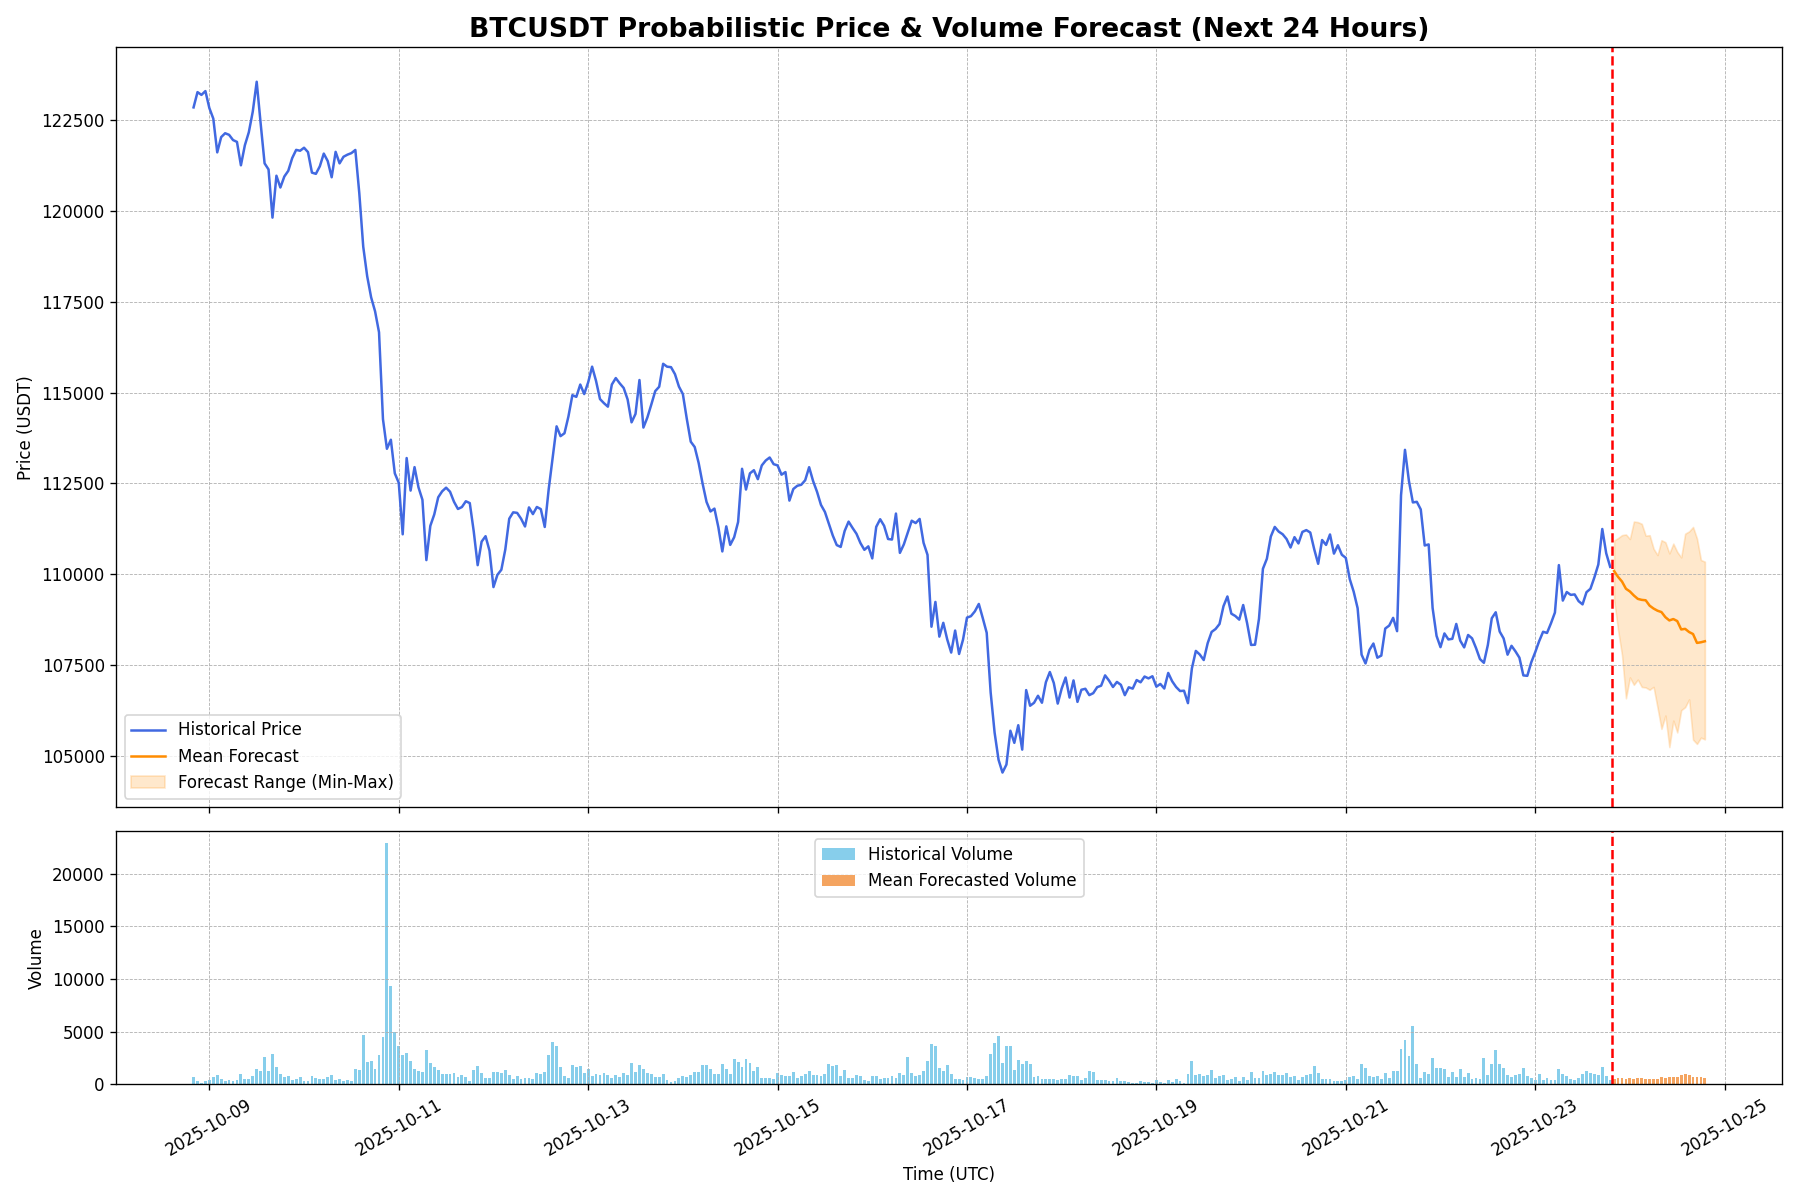 BTCUSDT Probabilistic Price & Volume Forecast (Next 24 Hours)
Price (USDT)
122500
120000
117500
115000
112500
110000
107500
105000
Historical Price
Mean Forecast
Forecast Range (Min-Max)
Volume
20000
15000
10000
5000
0
Historical Volume
Mean Forecasted Volume
2025-10-09
2025-10-11
2025-10-13
2025-10-15
2025-10-17
2025-10-19
2025-10-21
2025-10-23
2025-10-25
Time (UTC)